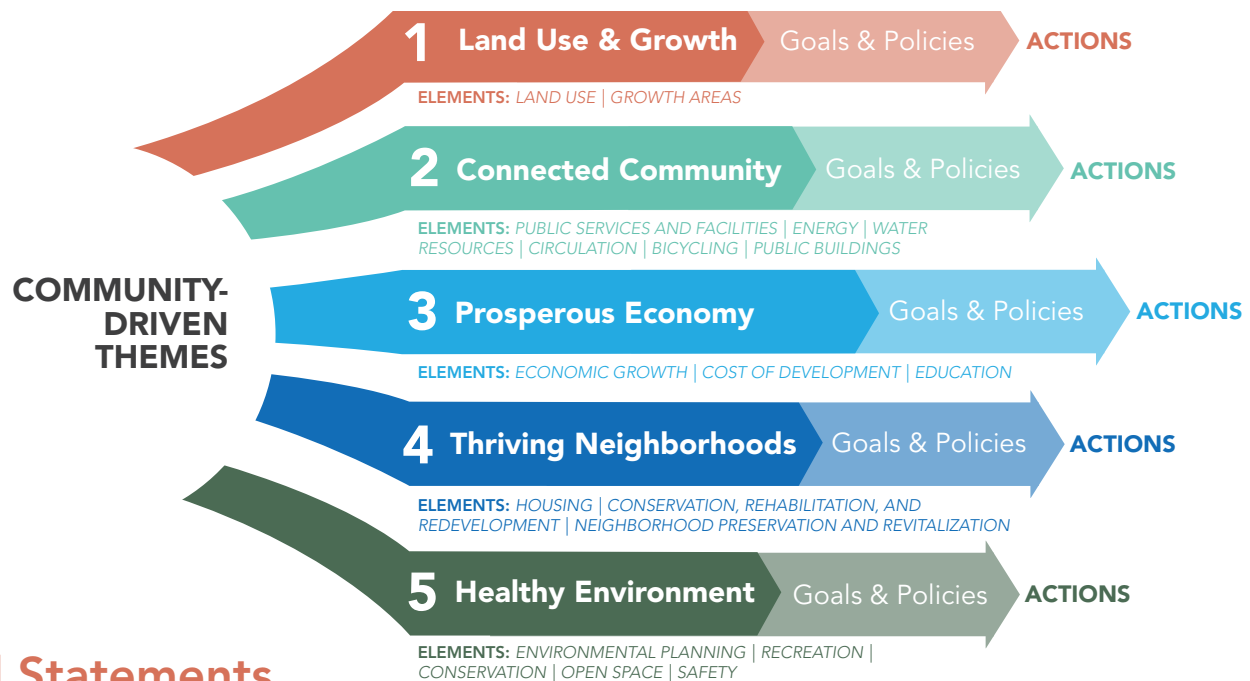 1 Land Use & Growth Goals & Policies ACTIONS
ELEMENTS: LAND USE | GROWTH AREAS
2 Connected Community Goals & Policies ACTIONS
ELEMENTS: PUBLIC SERVICES AND FACILITIES | ENERGY | WATER
RESOURCES | CIRCULATION | BICYCLING | PUBLIC BUILDINGS
COMMUNITY-
DRIVEN
THEMES
3 Prosperous Economy Goals & Policies ACTIONS
ELEMENTS: ECONOMIC GROWTH | COST OF DEVELOPMENT | EDUCATION
4 Thriving Neighborhoods Goals & Policies ACTIONS
ELEMENTS: HOUSING | CONSERVATION, REHABILITATION, AND
REDEVELOPMENT | NEIGHBORHOOD PRESERVATION AND REVITALIZATION
5 Healthy Environment Goals & Policies ACTIONS
ELEMENTS: ENVIRONMENTAL PLANNING | RECREATION |
CONSERVATION | OPEN SPACE | SAFETY
Statements